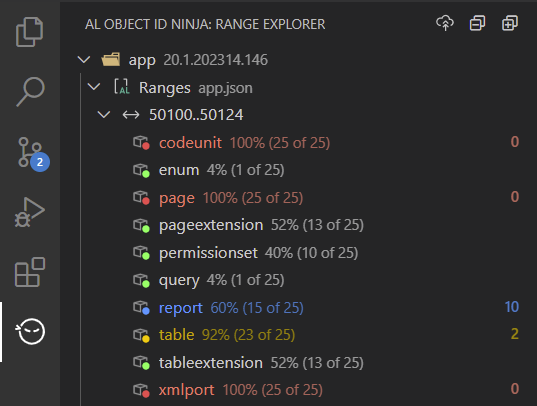 AL OBJECT ID NINJA: RANGE EXPLORER
app 20.1.202314.146
[AL Ranges app.json
50100..50124
codeunit 100% (25 of 25) 0
enum 4% (1 of 25)
page 100% (25 of 25) 0
pageextension 52% (13 of 25)
permissionset 40% (10 of 25)
2
query 4% (1 of 25)
report 60% (15 of 25) 10
table 92% (23 of 25) 2
tableextension 52% (13 of 25)
xmlport 100% (25 of 25) 0